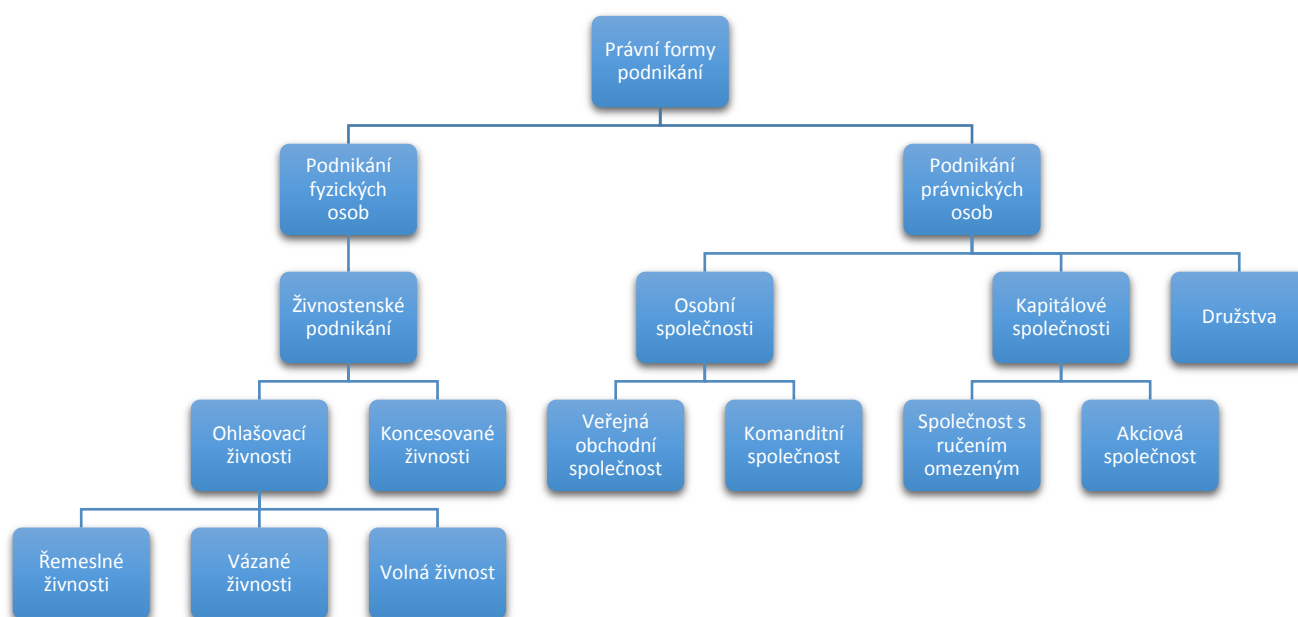 Právní formy
podnikání
Podnikání
fyzických
osob
Podnikání
právnických
osob
Živnostenské
podnikání
Osobní
společnosti
Kapitálové
společnosti
Družstva
Ohlašovací
živnosti
Koncesované
živnosti
Veřejná
obchodní
společnost
Komanditní
společnost
Společnost s
ručením
omezeným
Akciová
společnost
Řemeslné
živnosti
Vázané
živnosti
Volná živnost